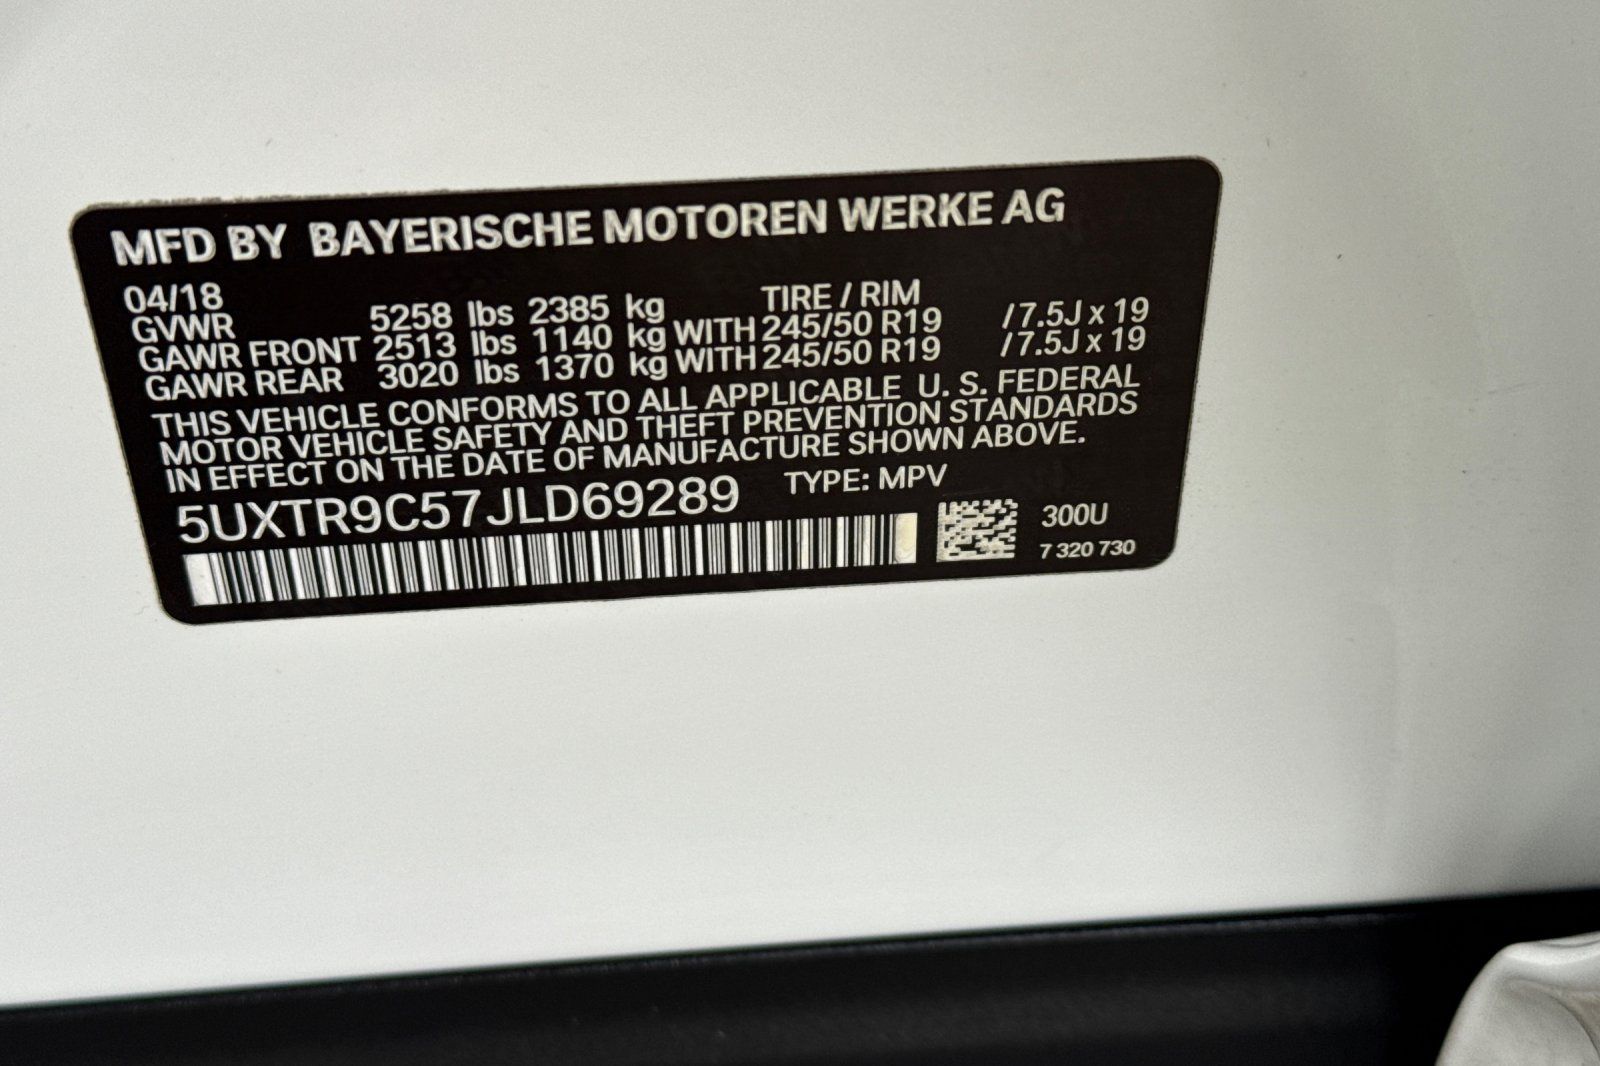 MFD BY BAYERISCHE MOTOREN WERKE AG
04/18 TIRE / RIM
GVWR 5258 lbs 2385 kg
GAWR FRONT 2513 lbs 1140 kg WITH 245/50 R19 /7.5J x 19
GAWR REAR 3020 lbs 1370 kg WITH 245/50 R19 /7.5J x 19
THIS VEHICLE CONFORMS TO ALL APPLICABLE U. S. FEDERAL
MOTOR VEHICLE SAFETY AND THEFT PREVENTION STANDARDS
IN EFFECT ON THE DATE OF MANUFACTURE SHOWN ABOVE.
5UXTR9C57JLD69289 TYPE: MPV
300U
7 320 730